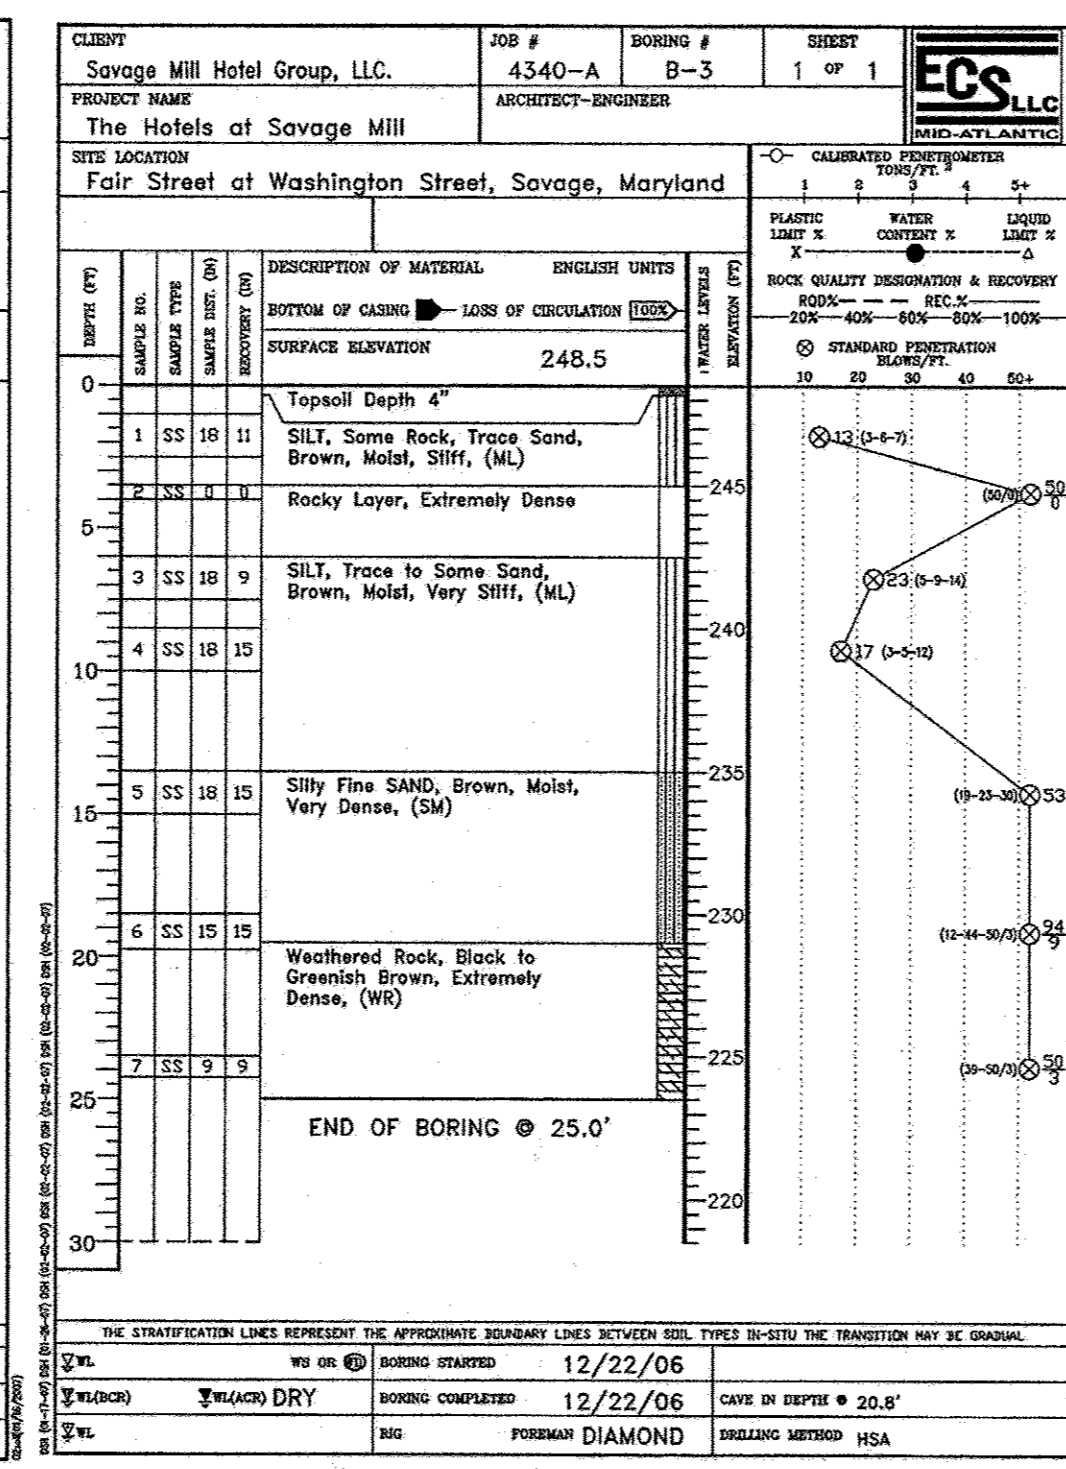 CLIENT
Savage Mill Hotel Group, LLC.
JOB #
4340-A
BORING #
B-3
SHEET
1 OF 1
ECS LLC
MID-ATLANTIC
PROJECT NAME
The Hotels at Savage Mill
ARCHITECT-ENGINEER
SITE LOCATION
Fair Street at Washington Street, Savage, Maryland
CALIBRATED PENETROMETER
TONS/FT. 2
1 2 3 4 5+
PLASTIC LIMIT % WATER CONTENT % LIQUID LIMIT %
X Δ
ROCK QUALITY DESIGNATION & RECOVERY
RQD% REC.%
20% 40% 60% 80% 100%
STANDARD PENETRATION
BLOWS/FT.
10 20 30 40 50+
DEPTH (FT)
SAMPLE NO.
SAMPLE TYPE
SAMPLE DIST. (IN)
RECOVERY (IN)
DESCRIPTION OF MATERIAL ENGLISH UNITS
BOTTOM OF CASING LOSS OF CIRCULATION 100%
SURFACE ELEVATION 248.5
WATER LEVELS
ELEVATION (FT)
0
Topsoil Depth 4"
1 SS 18 11
SILT, Some Rock, Trace Sand,
Brown, Moist, Stiff, (ML)
13 (3-6-7)
2 SS 0 0
Rocky Layer, Extremely Dense
245
(50/0) 50/0
5
3 SS 18 9
SILT, Trace to Some Sand,
Brown, Moist, Very Stiff, (ML)
23 (5-9-14)
240
4 SS 18 15
17 (3-5-12)
10
235
5 SS 18 15
Silty Fine SAND, Brown, Moist,
Very Dense, (SM)
(19-23-30) 53
15
230
6 SS 15 15
(12-44-50/3) 94/9
20
Weathered Rock, Black to
Greenish Brown, Extremely
Dense, (WR)
225
7 SS 9 9
(39-50/3) 50/3
25
END OF BORING @ 25.0'
220
30
THE STRATIFICATION LINES REPRESENT THE APPROXIMATE BOUNDARY LINES BETWEEN SOIL TYPES IN-SITU THE TRANSITION MAY BE GRADUAL
WL WS OR WD
BORING STARTED 12/22/06
WL(BCR) WL(ACR) DRY
BORING COMPLETED 12/22/06
CAVE IN DEPTH @ 20.8'
WL
RIG FOREMAN DIAMOND
DRILLING METHOD HSA